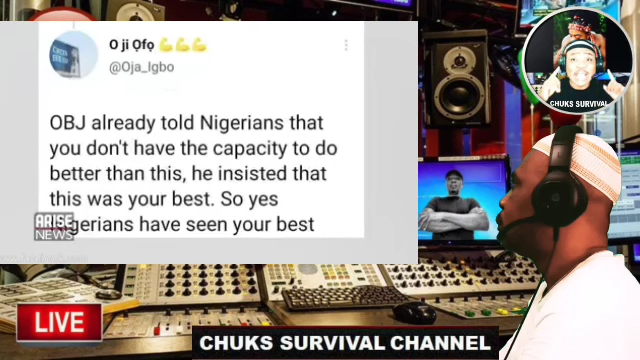 O ji Ọfọ 💪💪💪
@Oja_Igbo
OBJ already told Nigerians that
you don't have the capacity to do
better than this, he insisted that
this was your best. So yes
Nigerians have seen your best
ARISE
NEWS
CHUKS SURVIVAL
LIVE
CHUKS SURVIVAL CHANNEL